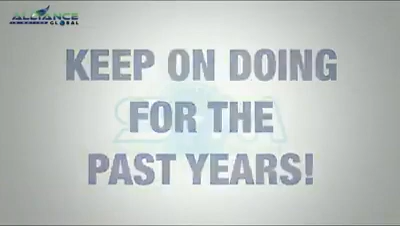 ALLIANCE
GLOBAL
KEEP ON DOING
FOR THE
PAST YEARS!